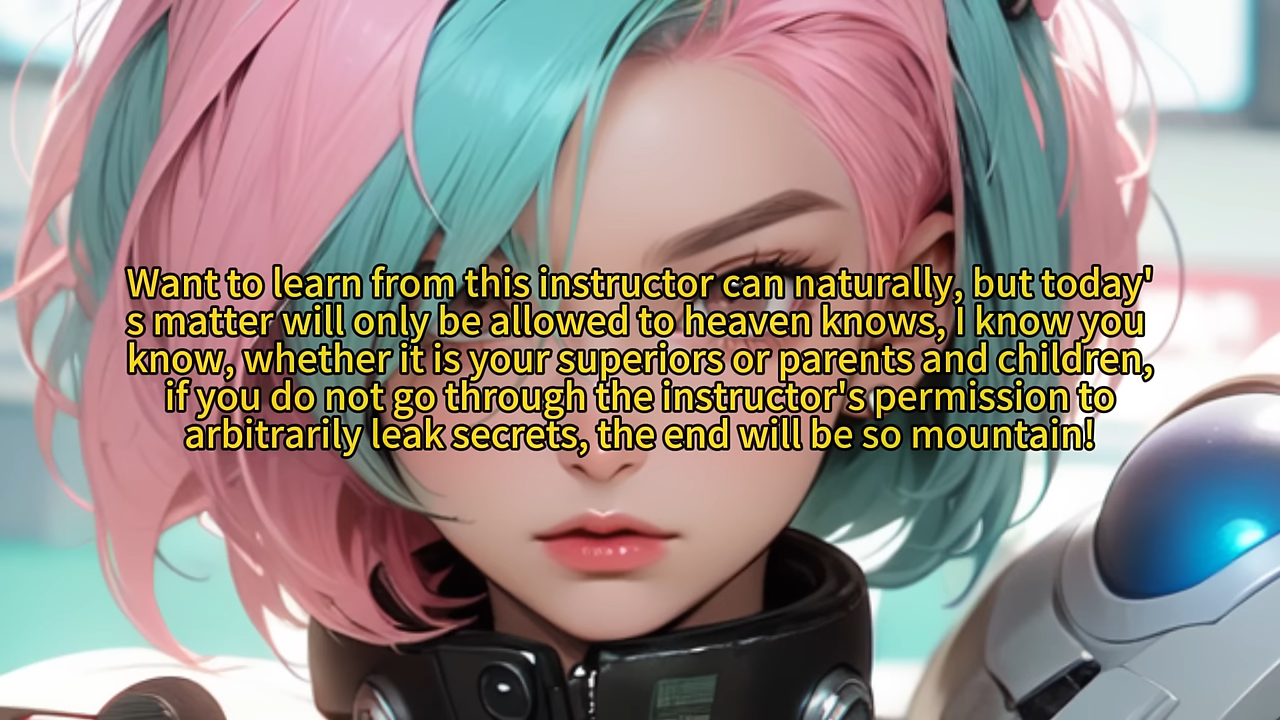 Want to learn from this instructor can naturally, but today'
s matter will only be allowed to heaven knows, I know you
know, whether it is your superiors or parents and children,
if you do not go through the instructor's permission to
arbitrarily leak secrets, the end will be so mountain!